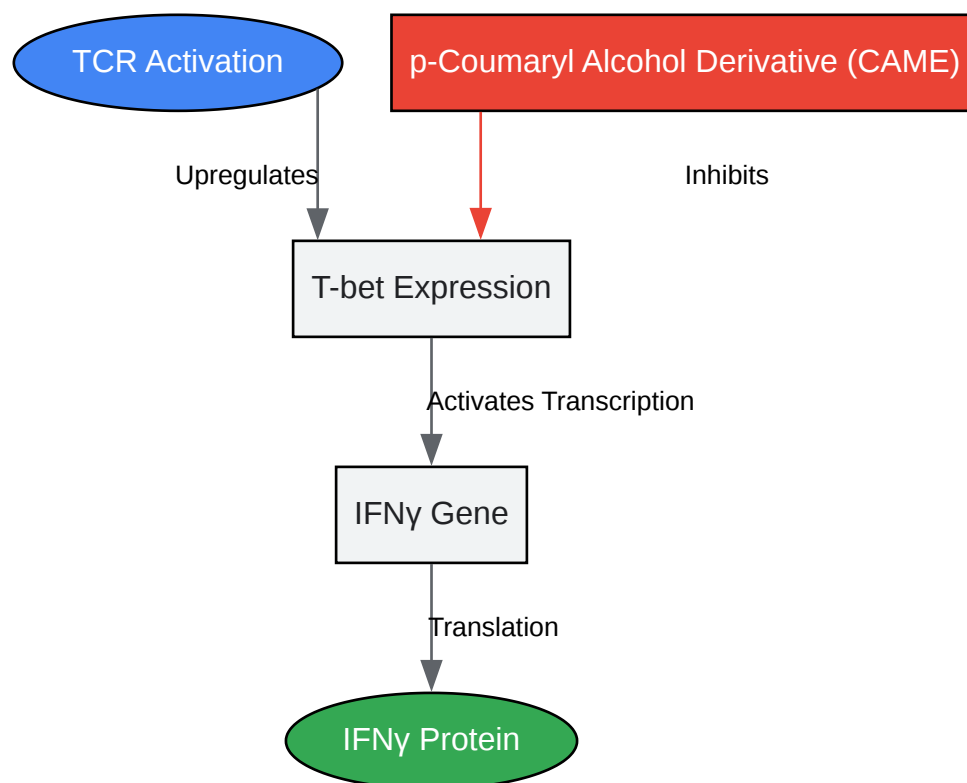 TCR Activation
p-Coumaryl Alcohol Derivative (CAME)
Upregulates
Inhibits
T-bet Expression
Activates Transcription
IFNγ Gene
Translation
IFNγ Protein